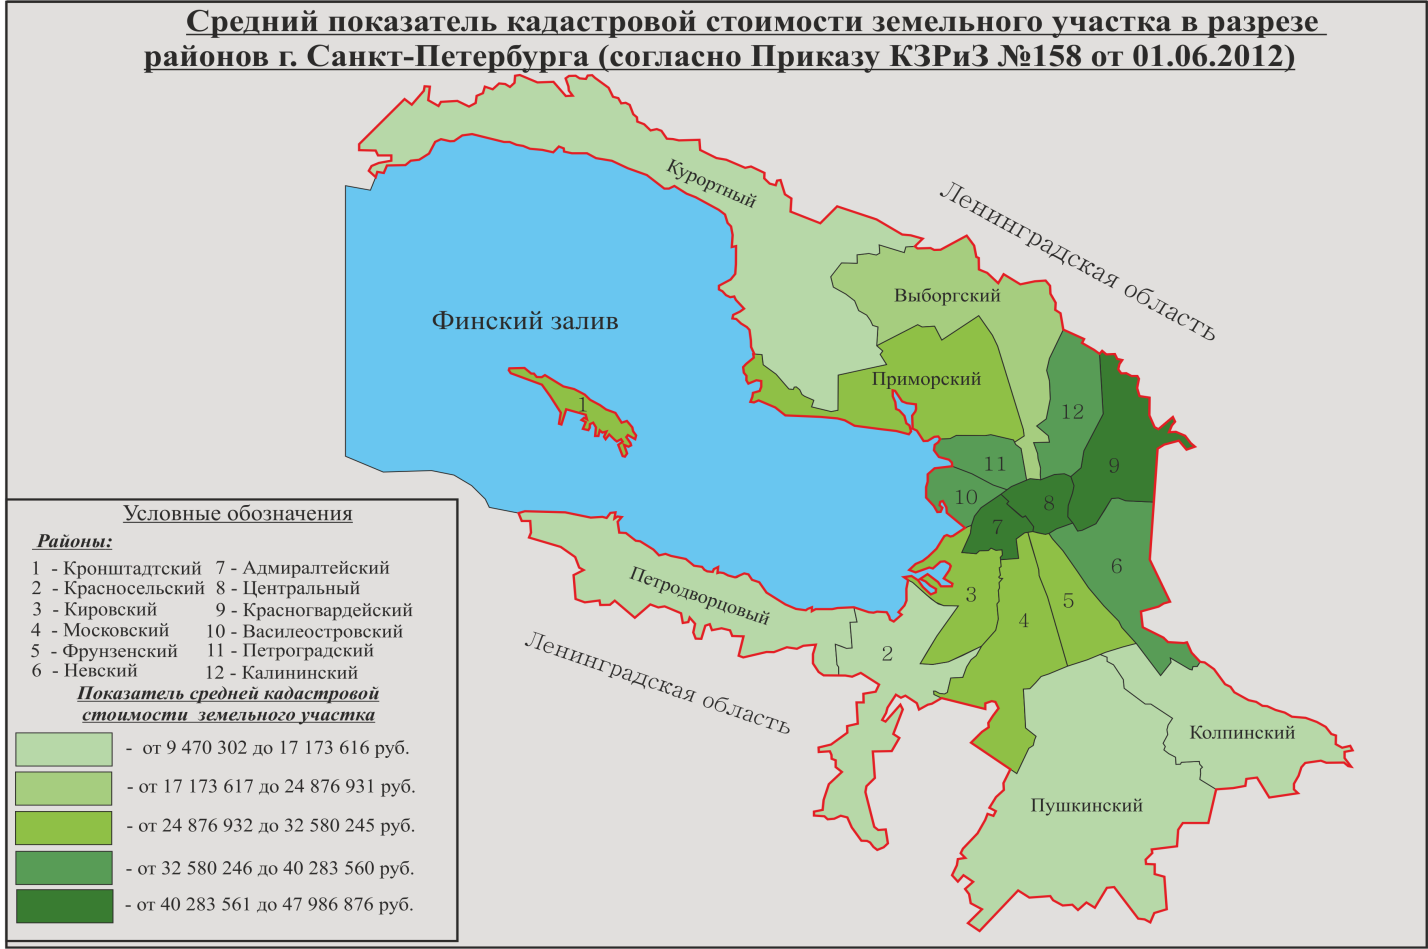 Средний показатель кадастровой стоимости земельного участка в разрезе
районов г. Санкт-Петербурга (согласно Приказу КЗРиЗ №158 от 01.06.2012)
Курортный
Ленинградская область
Выборгский
Финский залив
Приморский
1
12
11
9
10
8
7
6
3
5
4
2
Петродворцовый
Ленинградская область
Колпинский
Пушкинский
Условные обозначения
Районы:
1 - Кронштадтский 7 - Адмиралтейский
2 - Красносельский 8 - Центральный
3 - Кировский 9 - Красногвардейский
4 - Московский 10 - Василеостровский
5 - Фрунзенский 11 - Петроградский
6 - Невский 12 - Калининский
Показатель средней кадастровой
стоимости земельного участка
- от 9 470 302 до 17 173 616 руб.
- от 17 173 617 до 24 876 931 руб.
- от 24 876 932 до 32 580 245 руб.
- от 32 580 246 до 40 283 560 руб.
- от 40 283 561 до 47 986 876 руб.